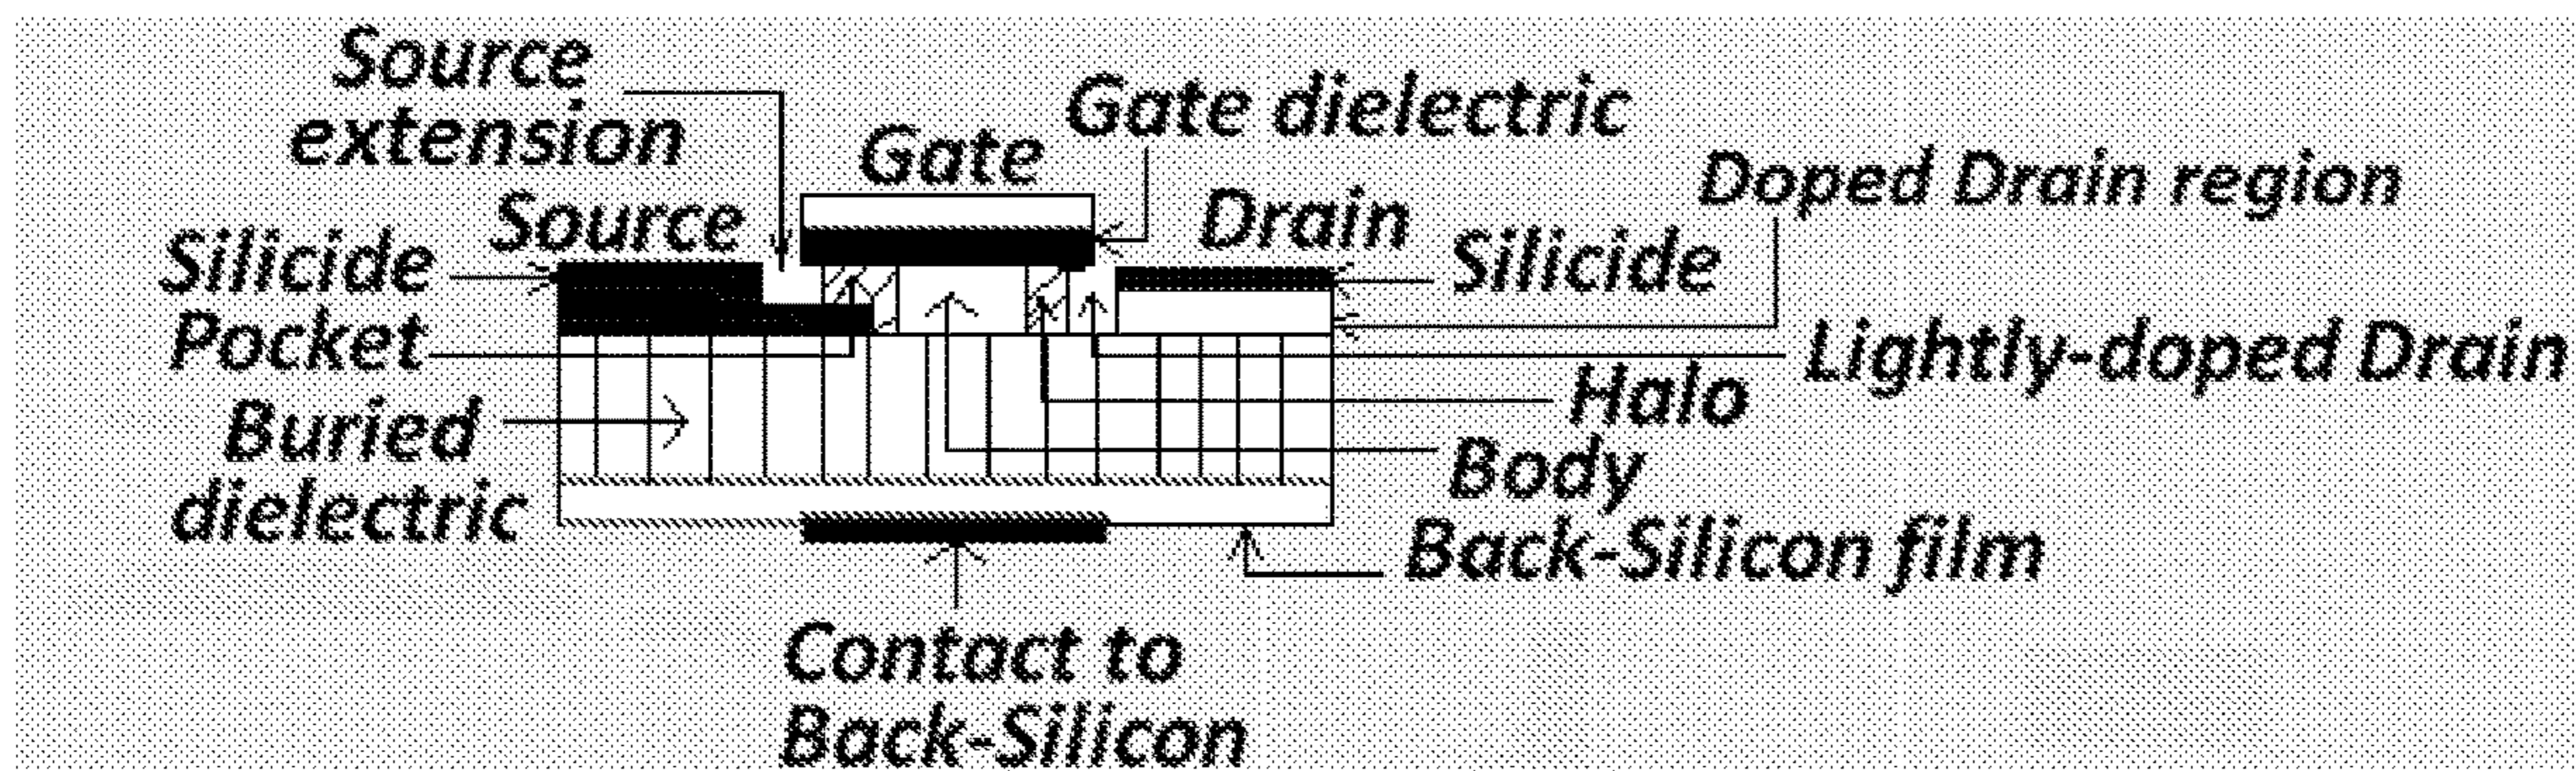 Source
extension
Gate dielectric
Gate
Doped Drain region
Source
Drain
Silicide
Silicide
Pocket
Lightly-doped Drain
Halo
Buried
dielectric
Body
Back-Silicon film
Contact to
Back-Silicon